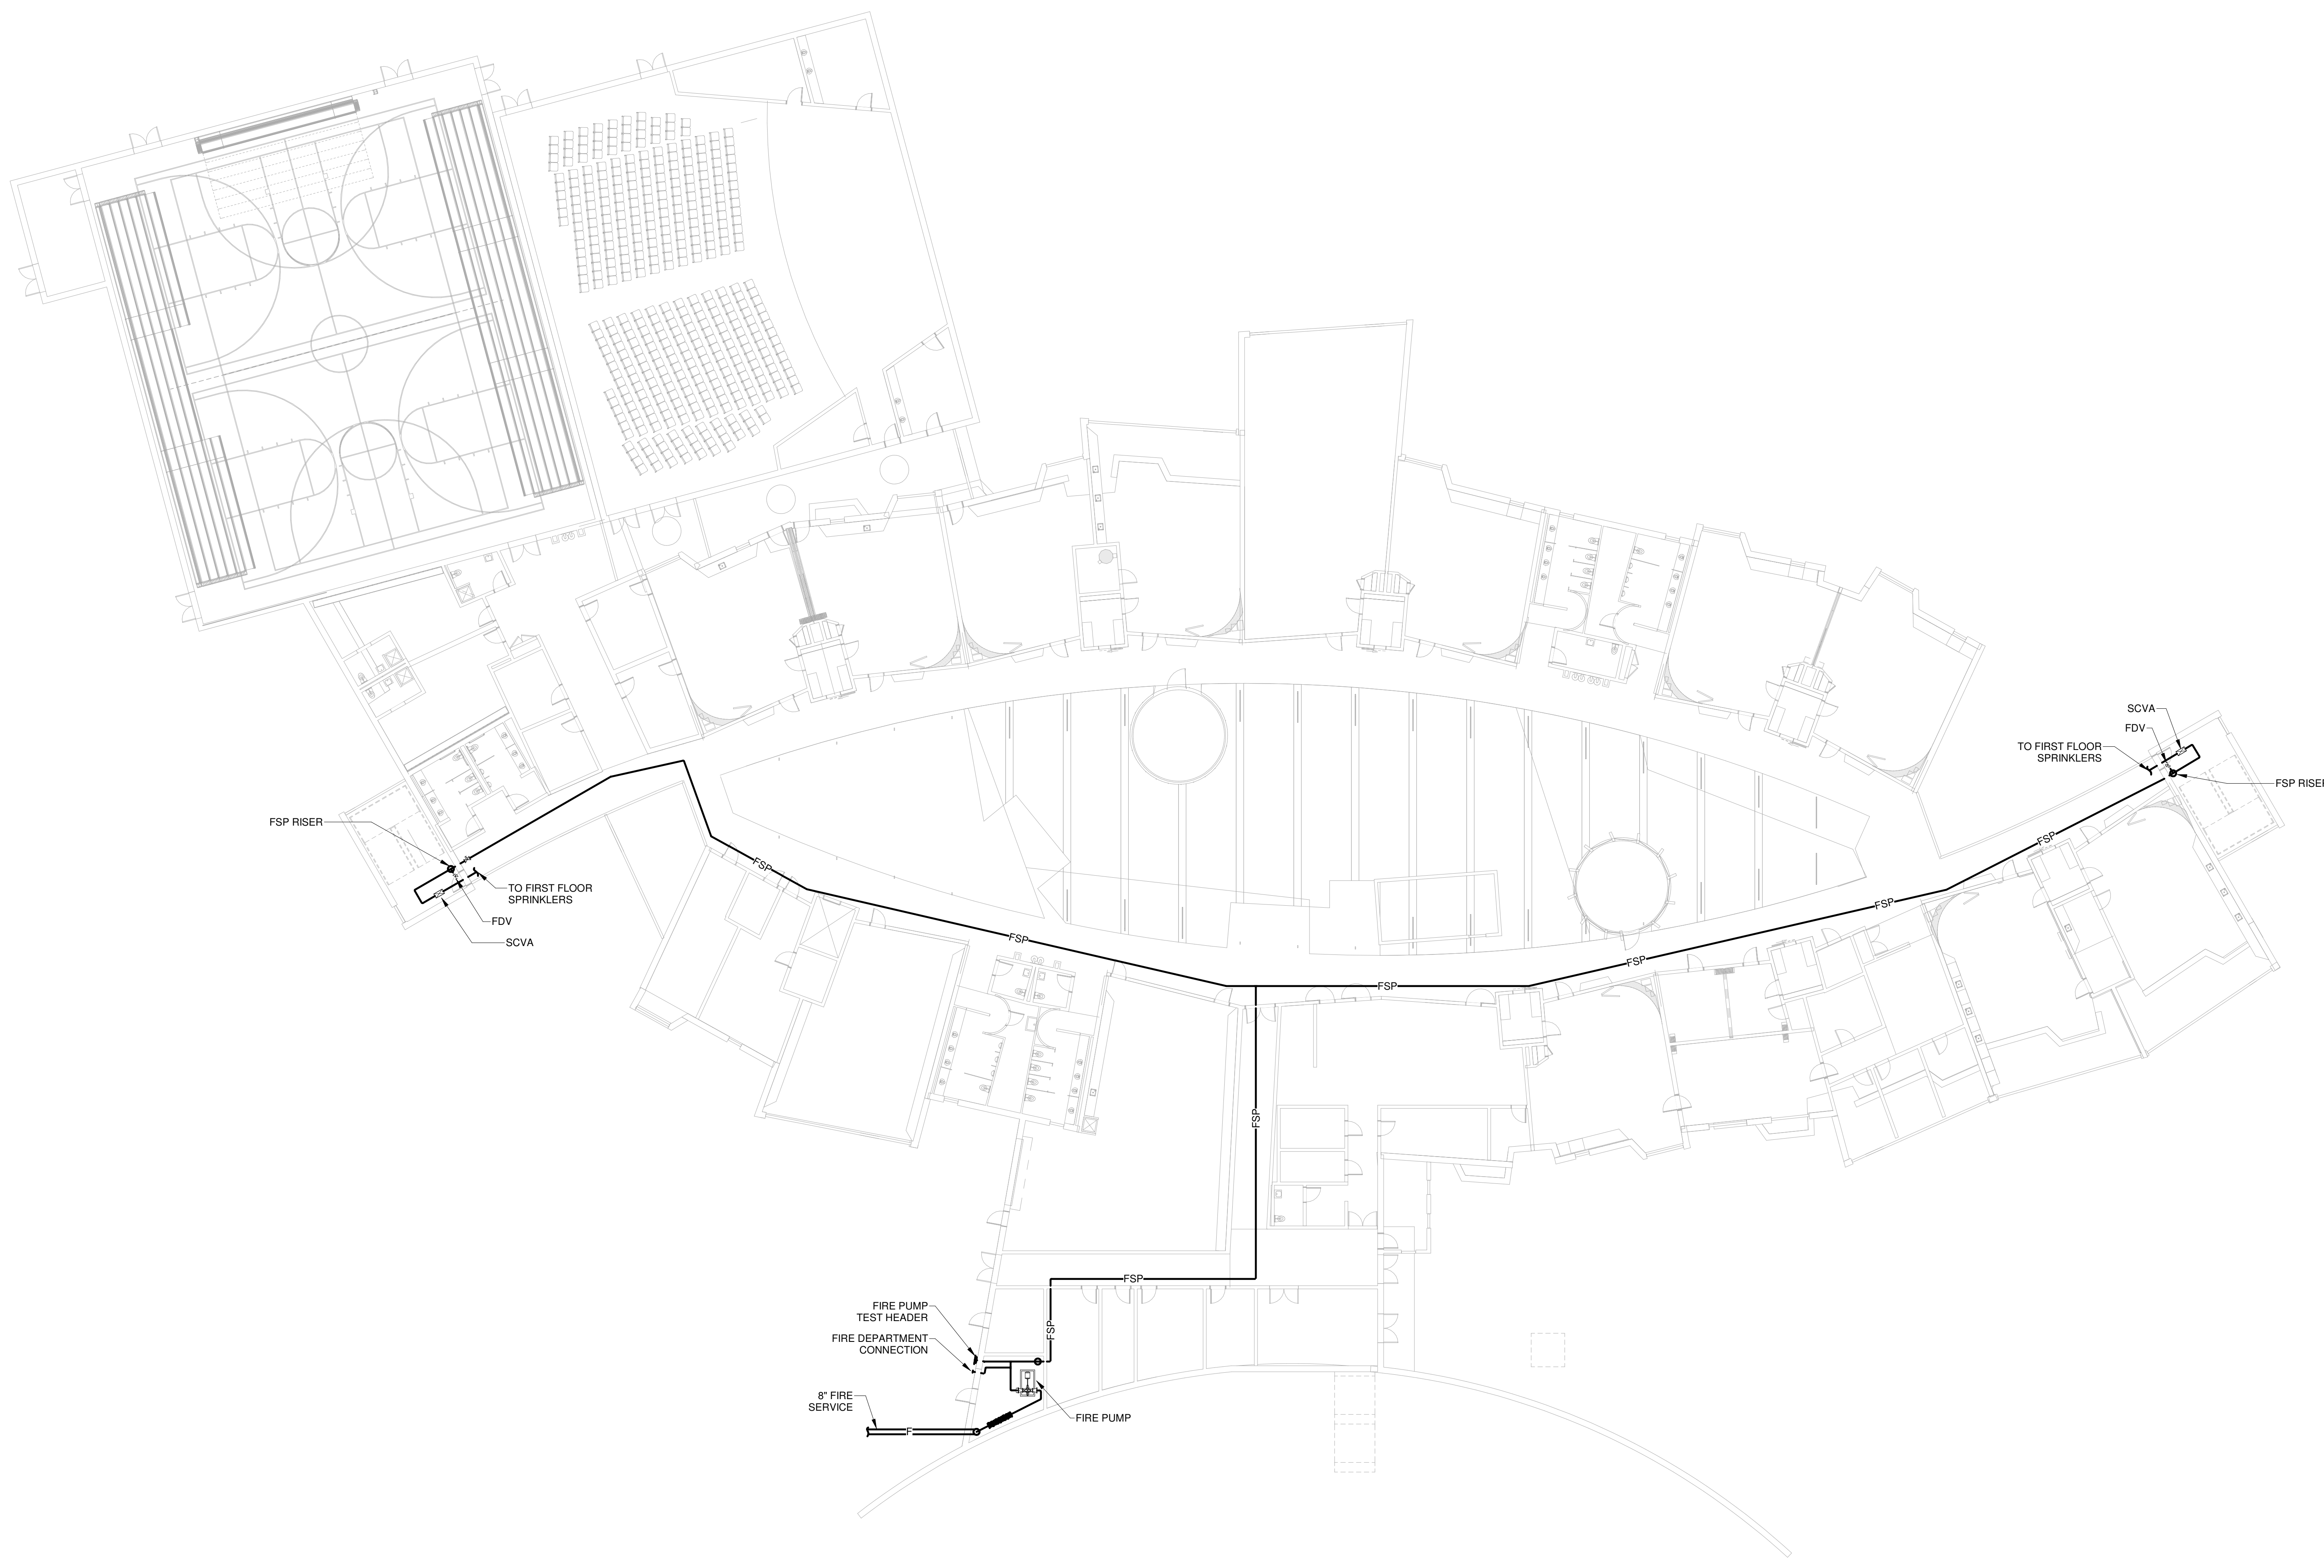 SCVA
FDV
TO FIRST FLOOR
SPRINKLERS
FSP RISER
FSP RISER
TO FIRST FLOOR
SPRINKLERS
FDV
SCVA
FSP
FSP
FSP
FSP
FSP
FSP
FSP
FSP
FSP
FIRE PUMP
TEST HEADER
FIRE DEPARTMENT
CONNECTION
8" FIRE
SERVICE
F
FIRE PUMP